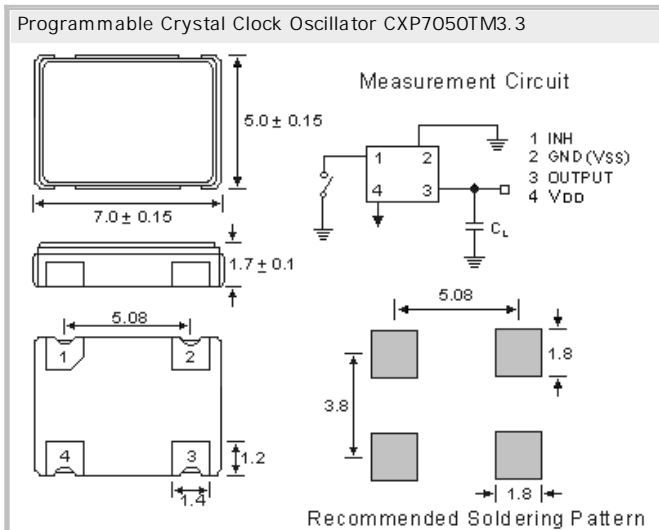 Programmable Crystal Clock Oscillator CXP7050TM3.3
Measurement Circuit
5.0 ± 0.15
7.0 ± 0.15
1 2
4 3
1 INH
2 GND(VSS)
3 OUTPUT
4 VDD
CL
1.7 ± 0.1
5.08
1 2
4 3
1.2
1.4
5.08
1.8
3.8
1.8
Recommended Soldering Pattern